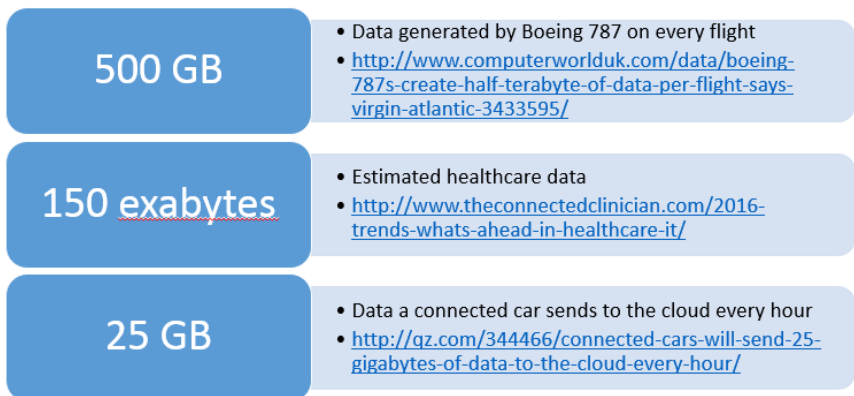 500 GB
• Data generated by Boeing 787 on every flight
• http://www.computerworlduk.com/data/boeing-
787s-create-half-terabyte-of-data-per-flight-says-
virgin-atlantic-3433595/
150 exabytes
• Estimated healthcare data
• http://www.theconnectedclinician.com/2016-
trends-whats-ahead-in-healthcare-it/
25 GB
• Data a connected car sends to the cloud every hour
• http://qz.com/344466/connected-cars-will-send-25-
gigabytes-of-data-to-the-cloud-every-hour/